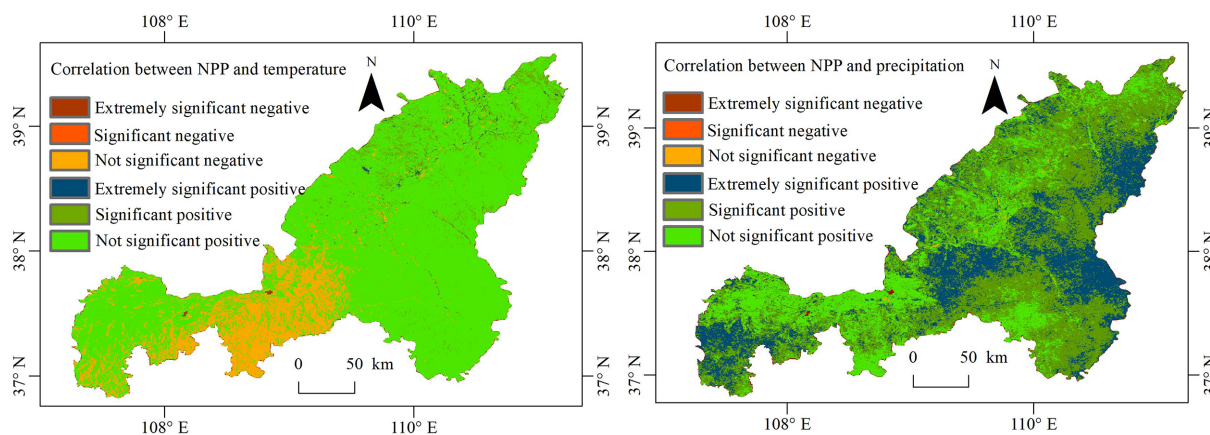 108° E
110° E
Correlation between NPP and temperature
N
Extremely significant negative
Significant negative
Not significant negative
Extremely significant positive
Significant positive
Not significant positive
39° N
38° N
37° N
39° N
38° N
37° N
0
50 km
108° E
110° E
108° E
110° E
Correlation between NPP and precipitation
N
Extremely significant negative
Significant negative
Not significant negative
Extremely significant positive
Significant positive
Not significant positive
39° N
38° N
37° N
0
50 km
108° E
110° E